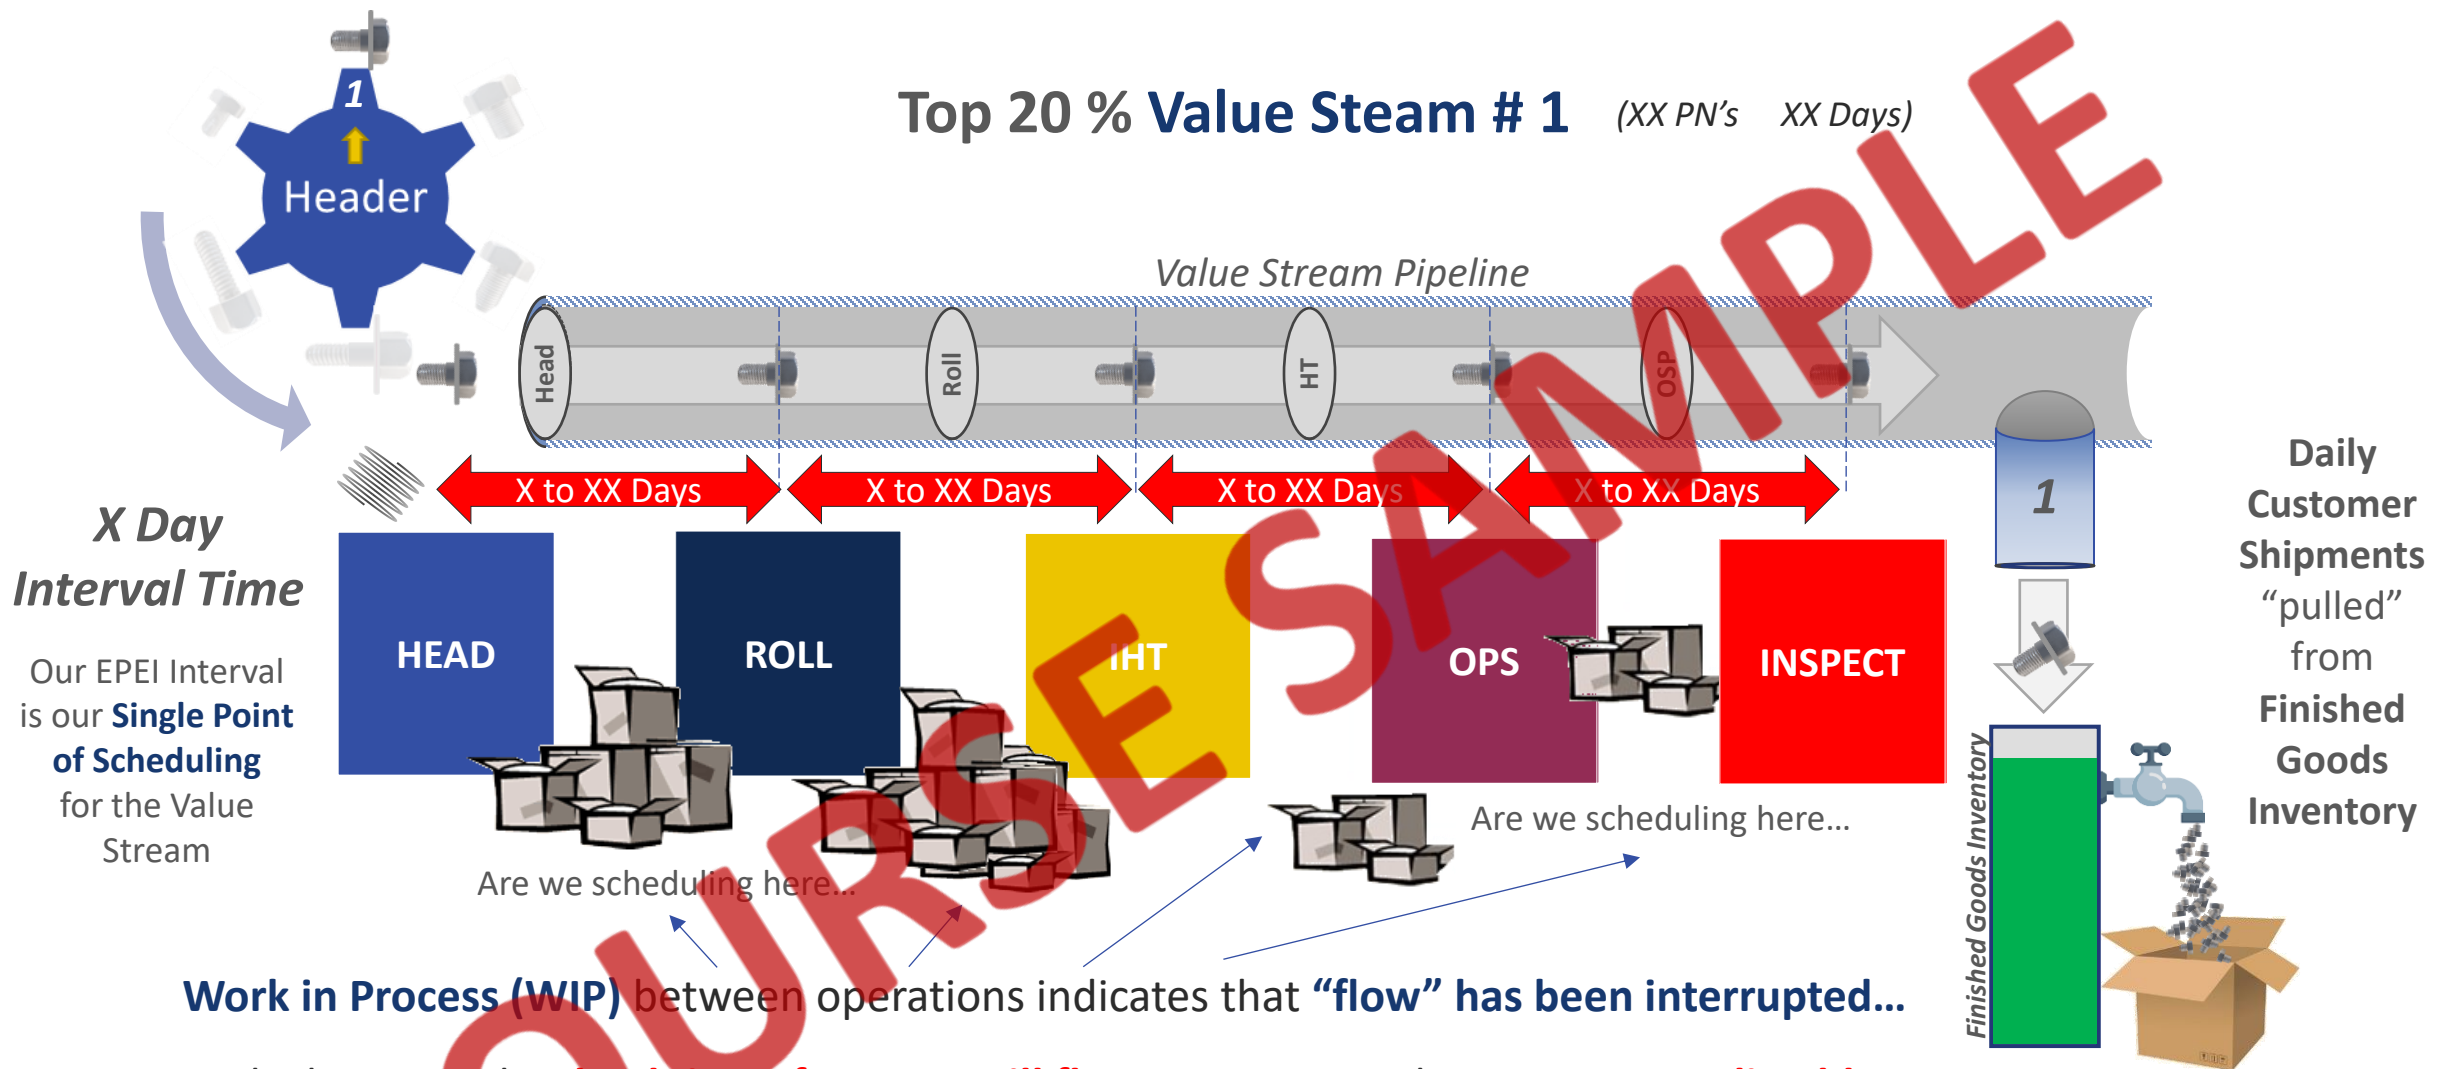 Top 20 % Value Steam # 1 (XX PN's XX Days)
1
Header
Value Stream Pipeline
Head
Roll
HT
OSP
X to XX Days
X to XX Days
X to XX Days
X to XX Days
X Day
Interval Time
Our EPEI Interval
is our Single Point
of Scheduling
for the Value
Stream
HEAD
ROLL
IHT
OPS
INSPECT
1
Daily
Customer
Shipments
“pulled”
from
Finished
Goods
Inventory
Finished Goods Inventory
Are we scheduling here...
Are we scheduling here...
Work in Process (WIP) between operations indicates that “flow” has been interrupted...
OURSE SAMPLE